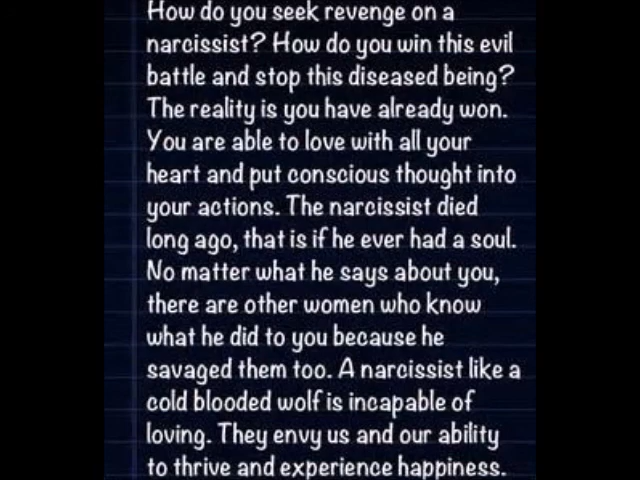 How do you seek revenge on a
narcissist? How do you win this evil
battle and stop this diseased being?
The reality is you have already won.
You are able to love with all your
heart and put conscious thought into
your actions. The narcissist died
long ago, that is if he ever had a soul.
No matter what he says about you,
there are other women who know
what he did to you because he
savaged them too. A narcissist like a
cold blooded wolf is incapable of
loving. They envy us and our ability
to thrive and experience happiness.